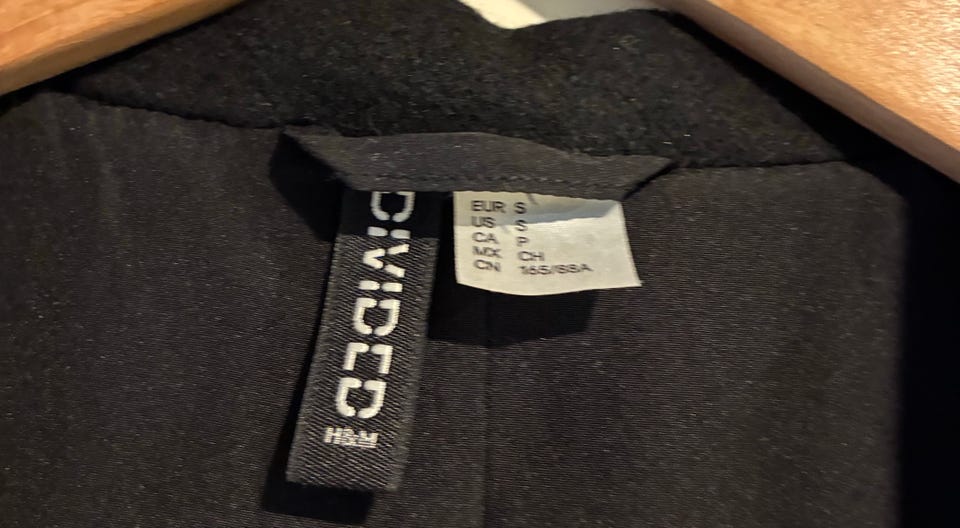 DIVIDED
H&M
EUR S
US S
CA P
MX CH
CN 165/88A